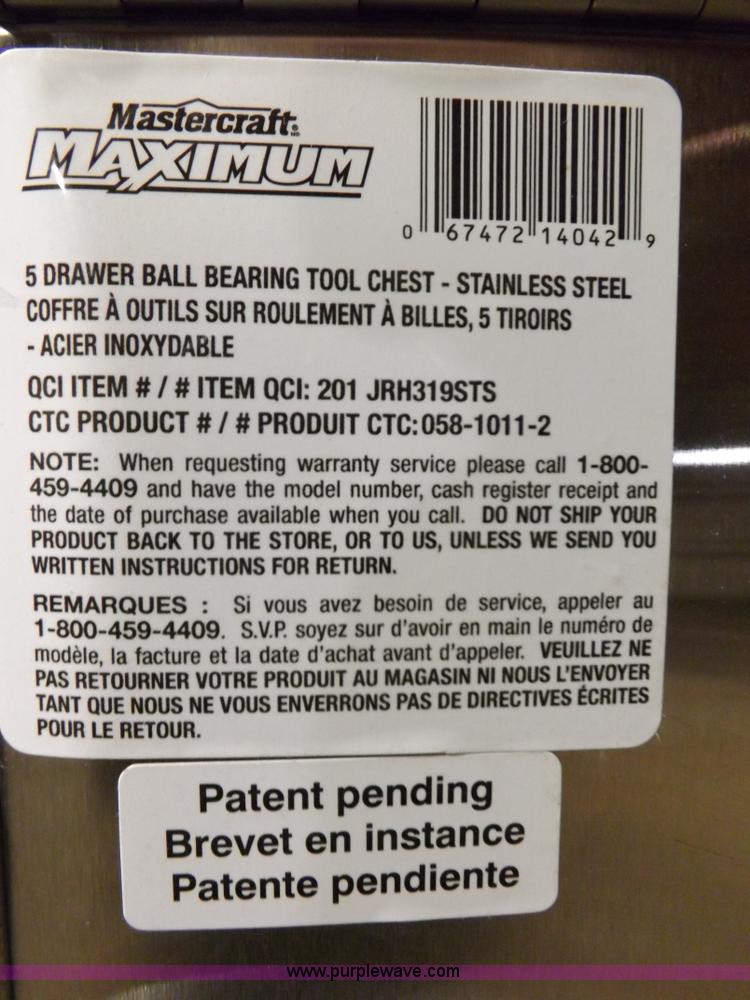 Mastercraft
MAXIMUM
0 67472 14042 9
5 DRAWER BALL BEARING TOOL CHEST - STAINLESS STEEL
COFFRE À OUTILS SUR ROULEMENT À BILLES, 5 TIROIRS
- ACIER INOXYDABLE
QCI ITEM # / # ITEM QCI: 201 JRH319STS
CTC PRODUCT # / # PRODUIT CTC:058-1011-2
NOTE: When requesting warranty service please call 1-800-
459-4409 and have the model number, cash register receipt and
the date of purchase available when you call. DO NOT SHIP YOUR
PRODUCT BACK TO THE STORE, OR TO US, UNLESS WE SEND YOU
WRITTEN INSTRUCTIONS FOR RETURN.
REMARQUES : Si vous avez besoin de service, appeler au
1-800-459-4409. S.V.P. soyez sur d'avoir en main le numéro de
modèle, la facture et la date d'achat avant d'appeler. VEUILLEZ NE
PAS RETOURNER VOTRE PRODUIT AU MAGASIN NI NOUS L'ENVOYER
TANT QUE NOUS NE VOUS ENVERRONS PAS DE DIRECTIVES ÉCRITES
POUR LE RETOUR.
Patent pending
Brevet en instance
Patente pendiente
www.purplewave.com